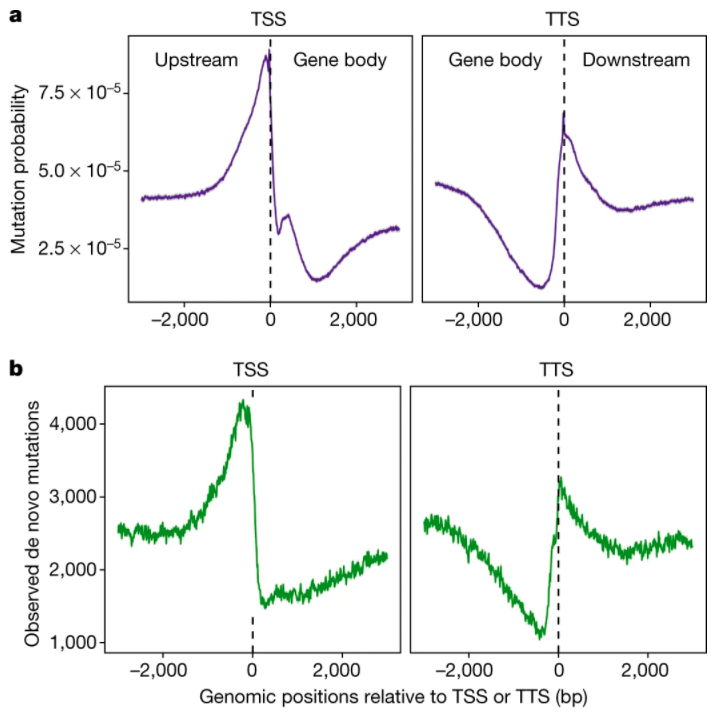 a
TSS
TTS
Upstream
Gene body
Gene body
Downstream
Mutation probability
7.5 × 10⁻⁵
5.0 × 10⁻⁵
2.5 × 10⁻⁵
−2,000 0 2,000
−2,000 0 2,000
b
TSS
TTS
Observed de novo mutations
4,000
3,000
2,000
1,000
−2,000 0 2,000
−2,000 0 2,000
Genomic positions relative to TSS or TTS (bp)